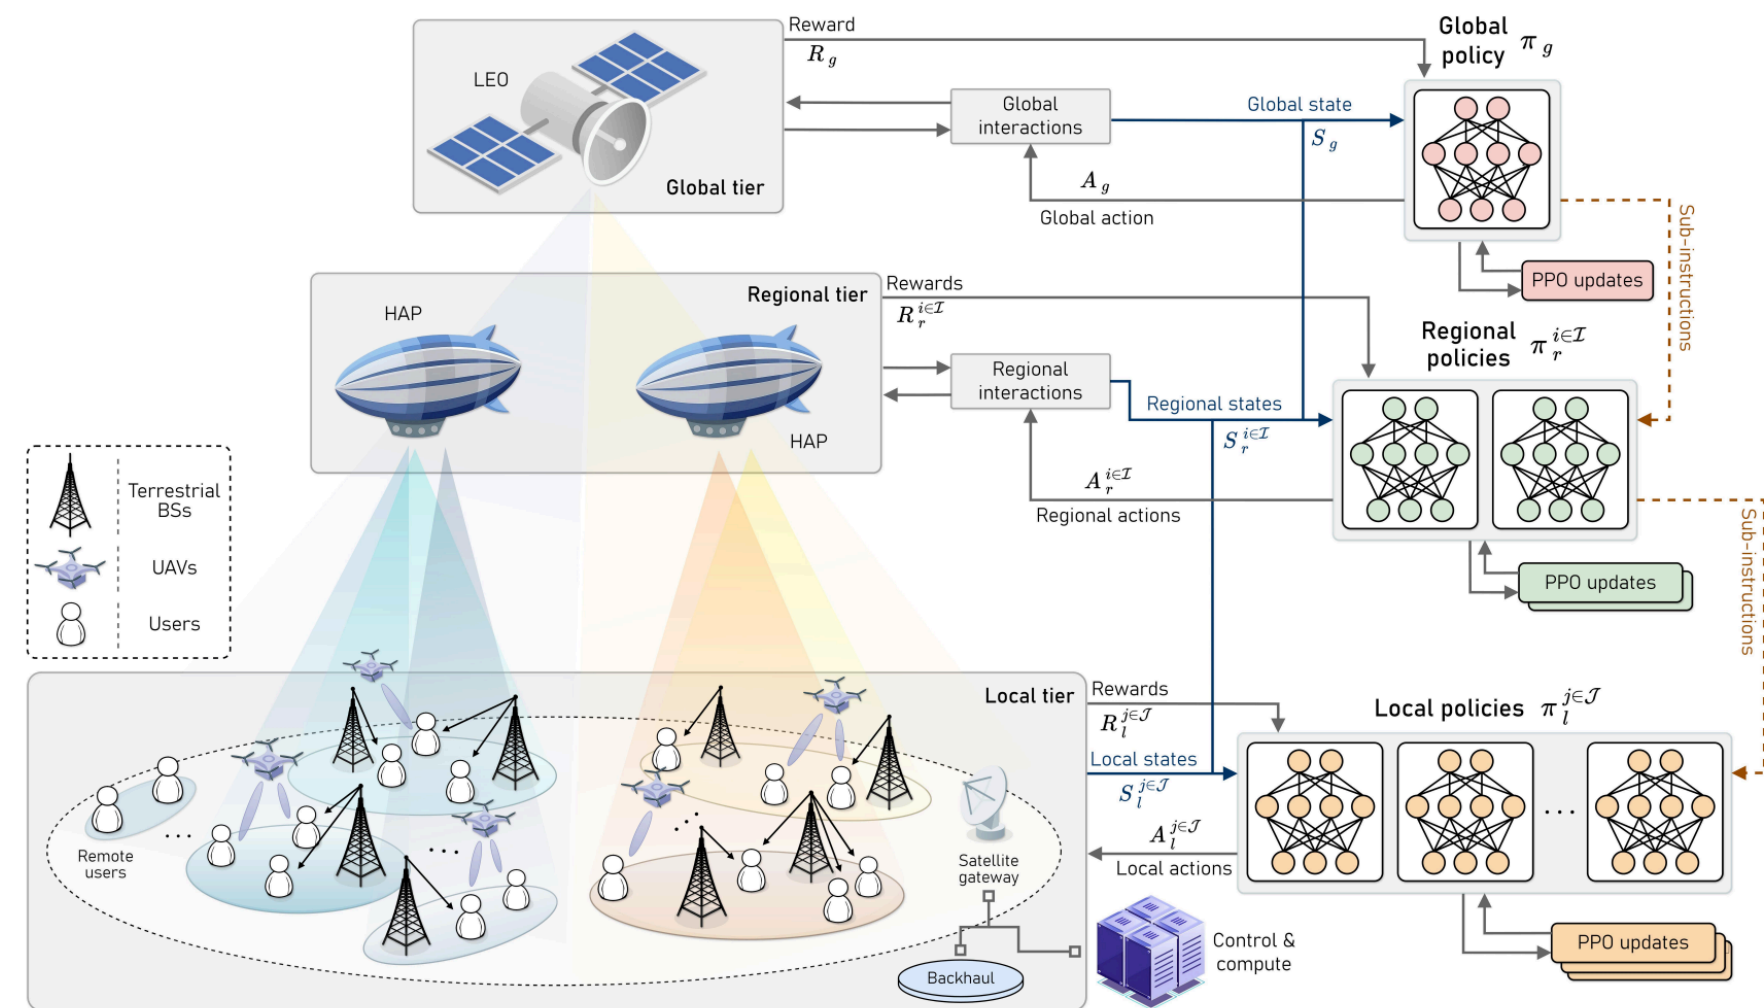 Reward
R g
LEO
Global tier
Global
interactions
Global state
S g
A g
Global action
Global
policy π g
PPO updates
Sub-instructions
Regional tier
HAP
HAP
Rewards
R r i∈I
Regional
interactions
Regional states
S r i∈I
A r i∈I
Regional actions
Regional
policies π r i∈I
PPO updates
Sub-instructions
Terrestrial
BSs
UAVs
Users
Local tier
Remote
users
...
...
...
Satellite
gateway
Backhaul
Control &
compute
Rewards
R l j∈J
Local states
S l j∈J
A l j∈J
Local actions
Local policies π l j∈J
...
PPO updates